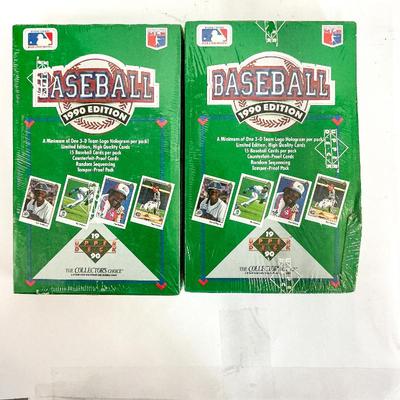 BASEBALL
1990 EDITION
A Minimum of One 3-D Team Logo Hologram per pack!
Limited Edition, High Quality Cards
15 Baseball Cards per pack
Counterfeit-Proof Cards
Random Sequencing
Tamper-Proof Pack
19
90
THE COLLECTOR'S CHOICE
BASEBALL
1990 EDITION
A Minimum of One 3-D Team Logo Hologram per pack!
Limited Edition, High Quality Cards
15 Baseball Cards per pack
Counterfeit-Proof Cards
Random Sequencing
Tamper-Proof Pack
19
90
THE COLLECTOR'S CHOICE